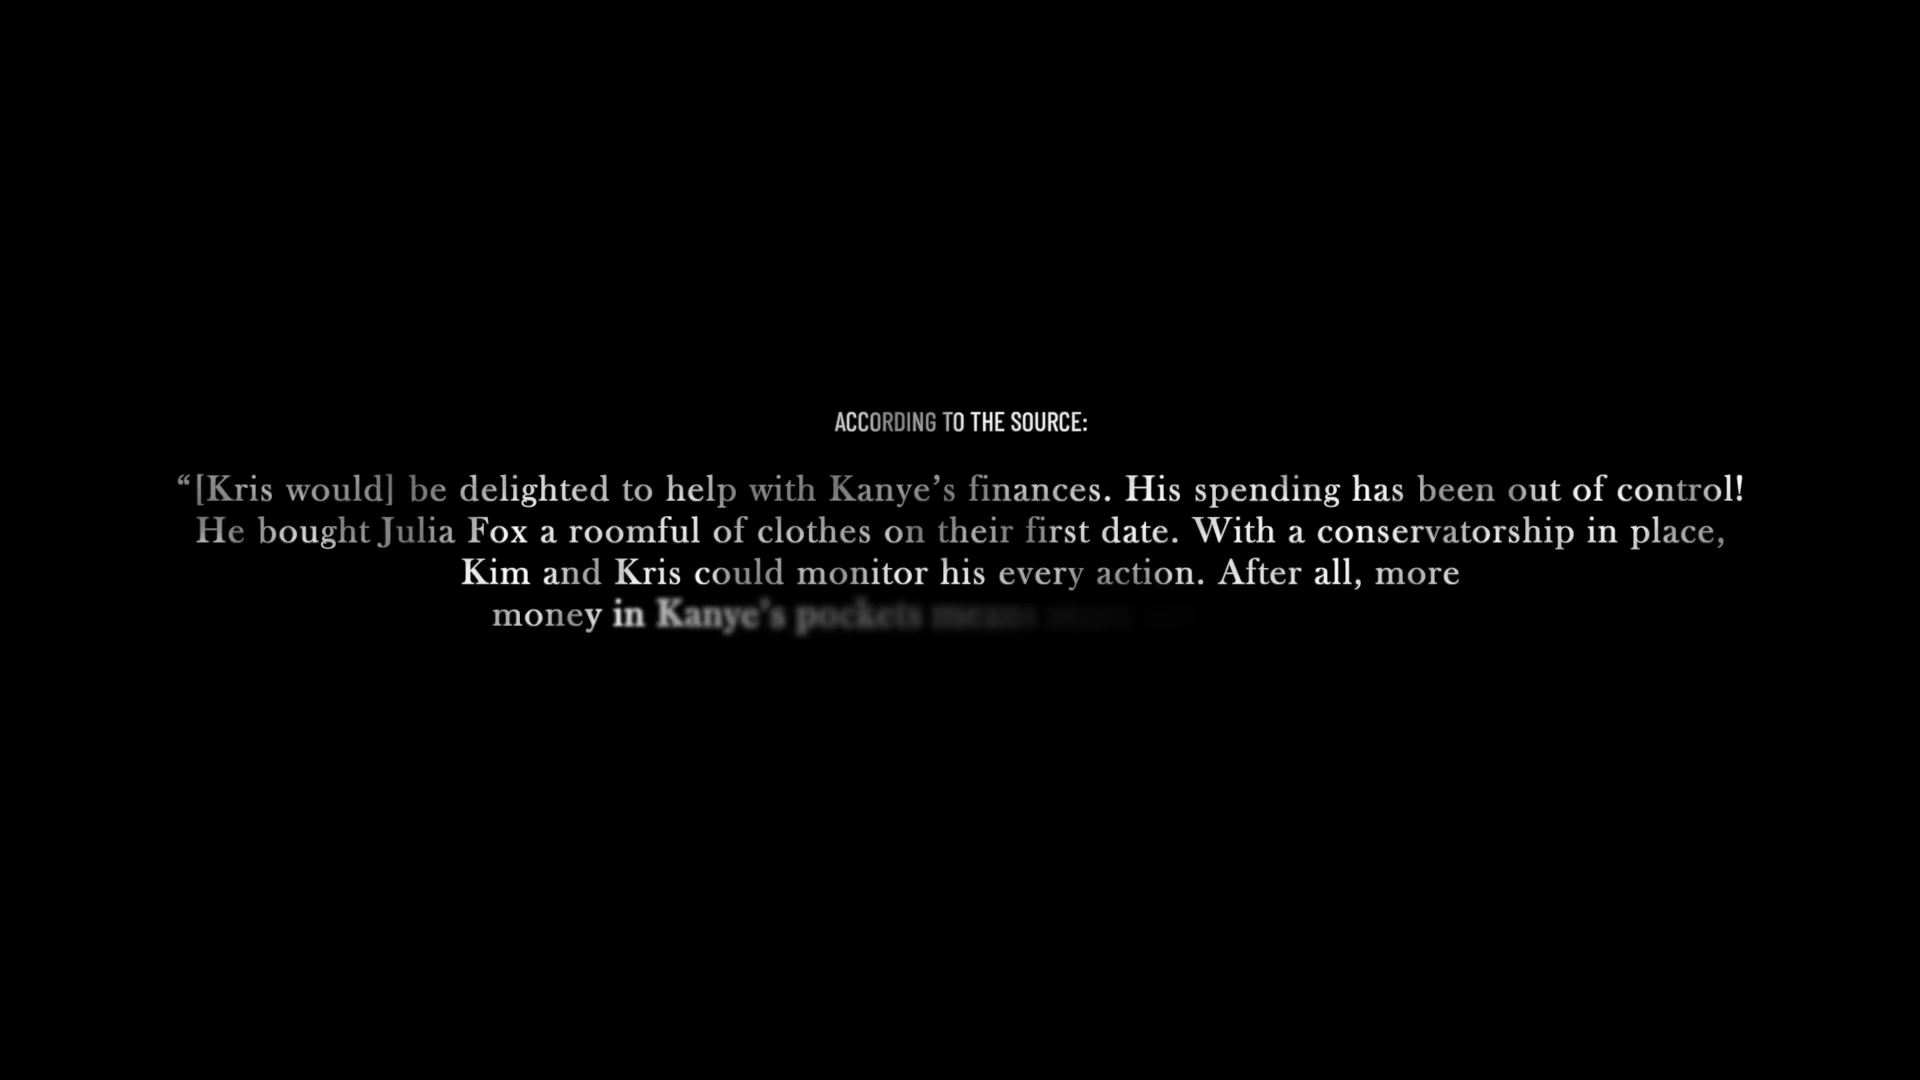 ACCORDING TO THE SOURCE:
“[Kris would] be delighted to help with Kanye’s finances. His spending has been out of control!
He bought Julia Fox a roomful of clothes on their first date. With a conservatorship in place,
Kim and Kris could monitor his every action. After all, more
money in Kanye’s pockets means